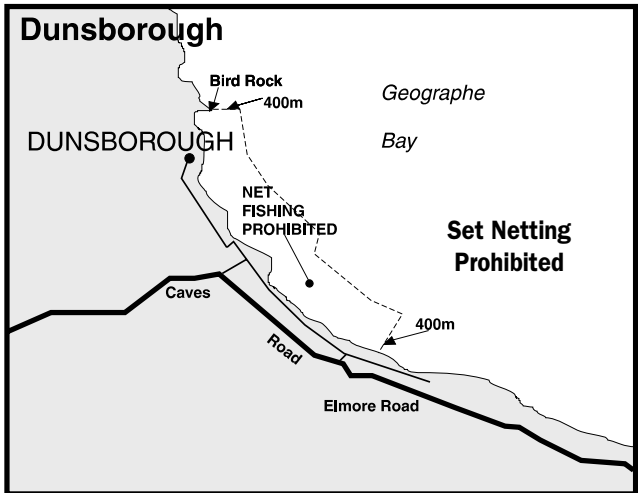 Dunsborough
Bird Rock
400m
Geographe
Bay
DUNSBOROUGH
NET
FISHING
PROHIBITED
Set Netting
Prohibited
Caves
Road
400m
Elmore Road